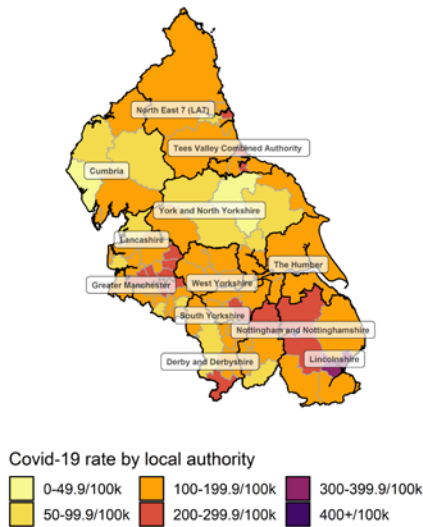 North East 7 (LA7)
Tees Valley Combined Authority
Cumbria
York and North Yorkshire
Lancashire
The Humber
Greater Manchester
West Yorkshire
South Yorkshire
Nottingham and Nottinghamshire
Derby and Derbyshire
Lincolnshire
Covid-19 rate by local authority
0-49.9/100k
100-199.9/100k
300-399.9/100k
50-99.9/100k
200-299.9/100k
400+/100k